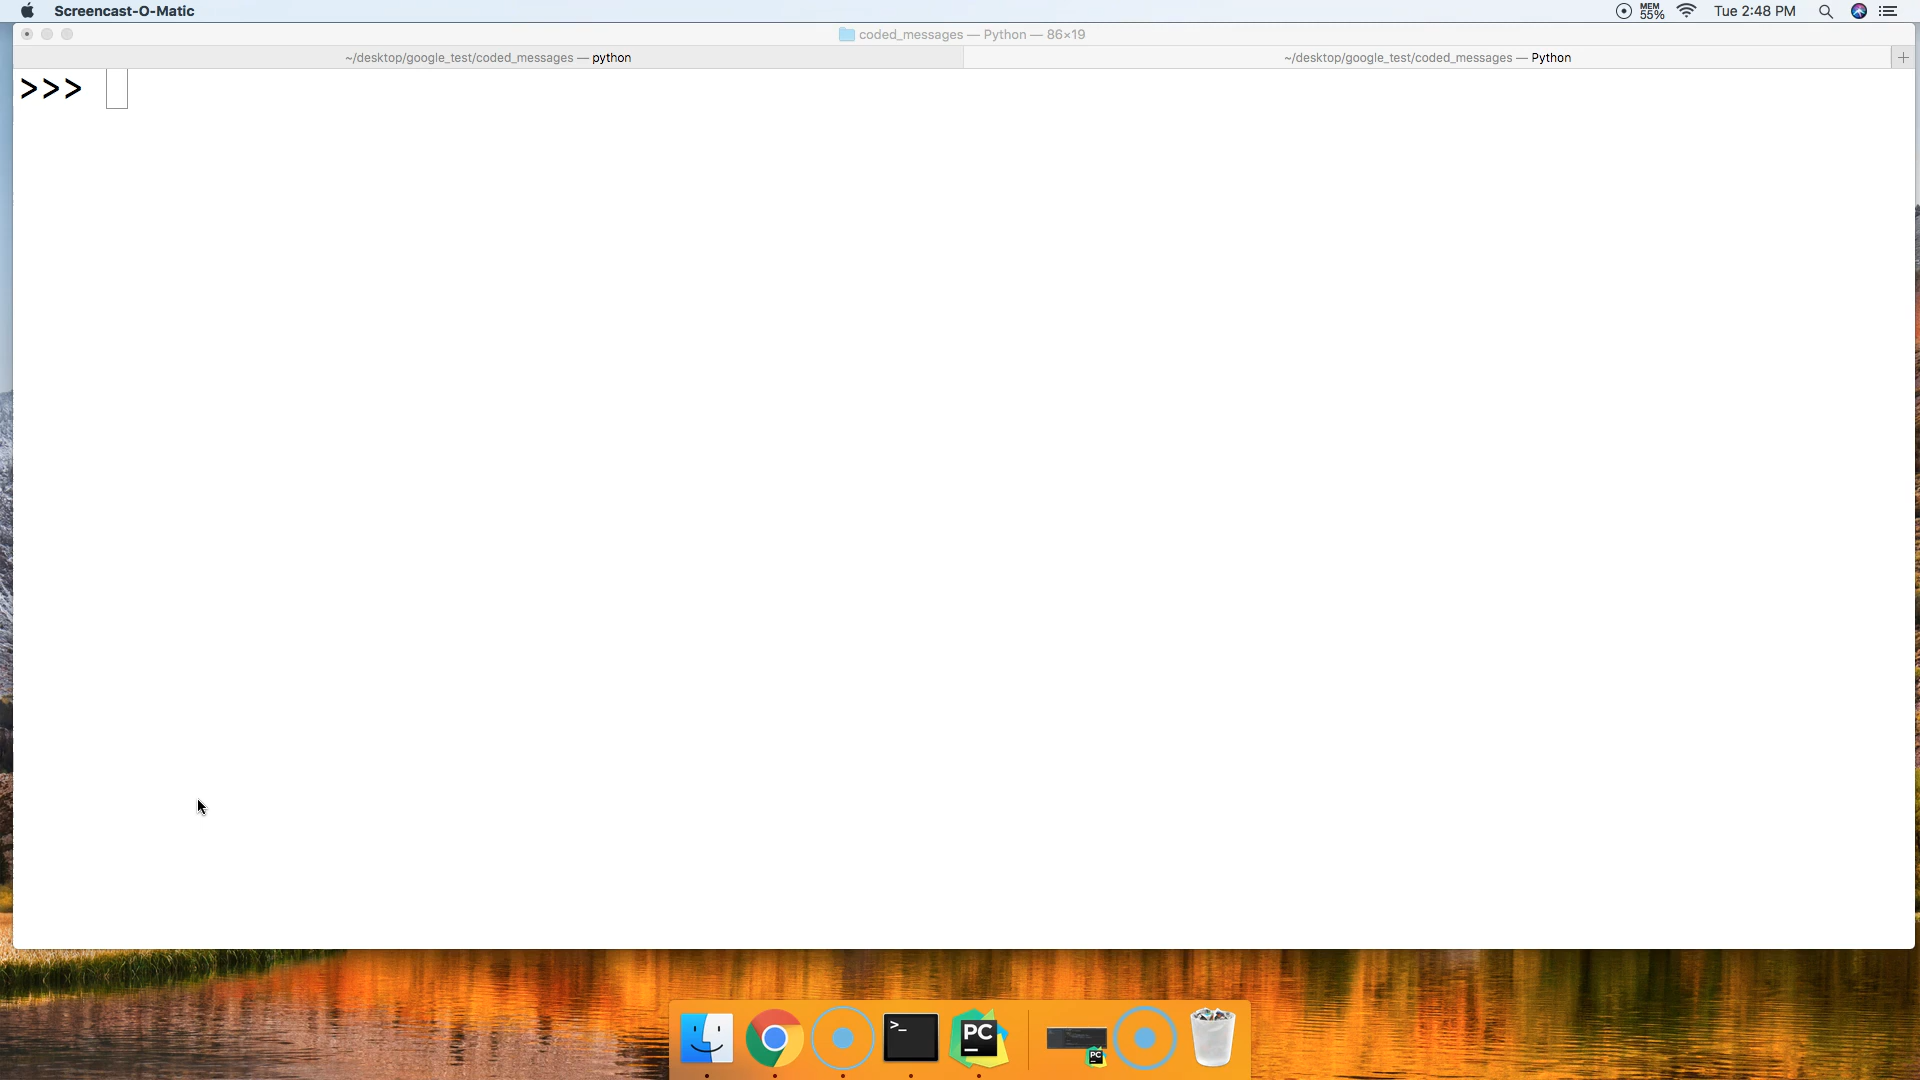 Screencast-O-Matic
MEM
55%
Tue 2:48 PM
coded_messages — Python — 86×19
~/desktop/google_test/coded_messages — python
~/desktop/google_test/coded_messages — Python
>>>
>_
PC
PC